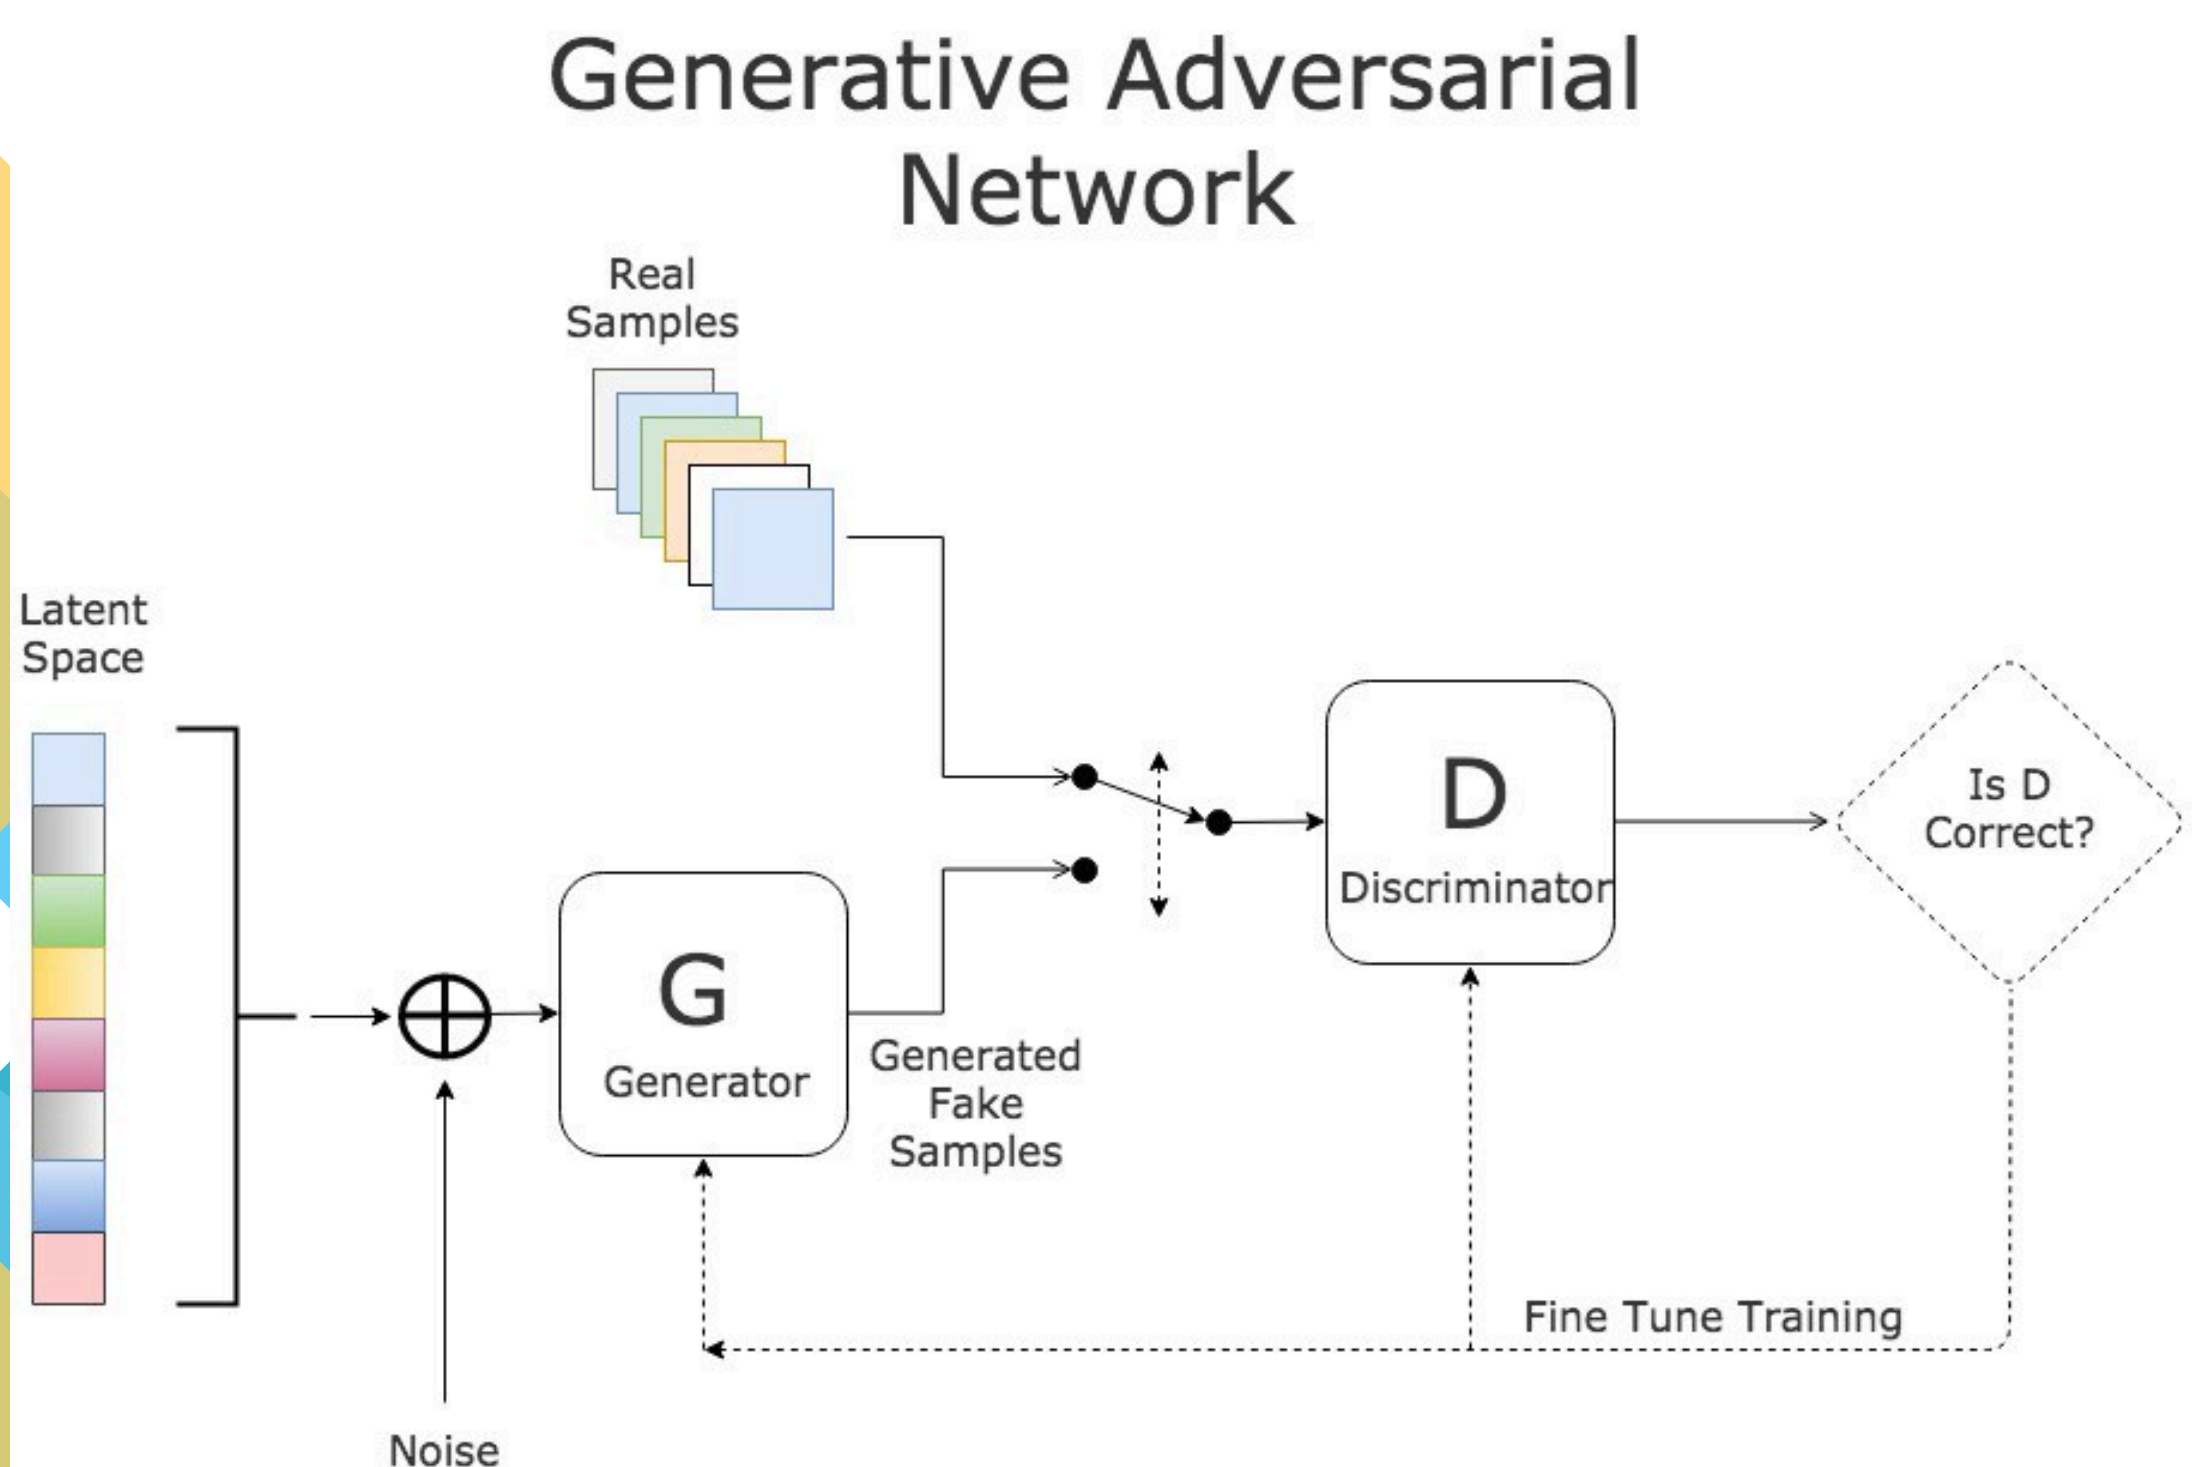 Generative Adversarial
Network
Real
Samples
Latent
Space
Is D
Correct?
D
Discriminator
G
Generator
Generated
Fake
Samples
Fine Tune Training
Noise